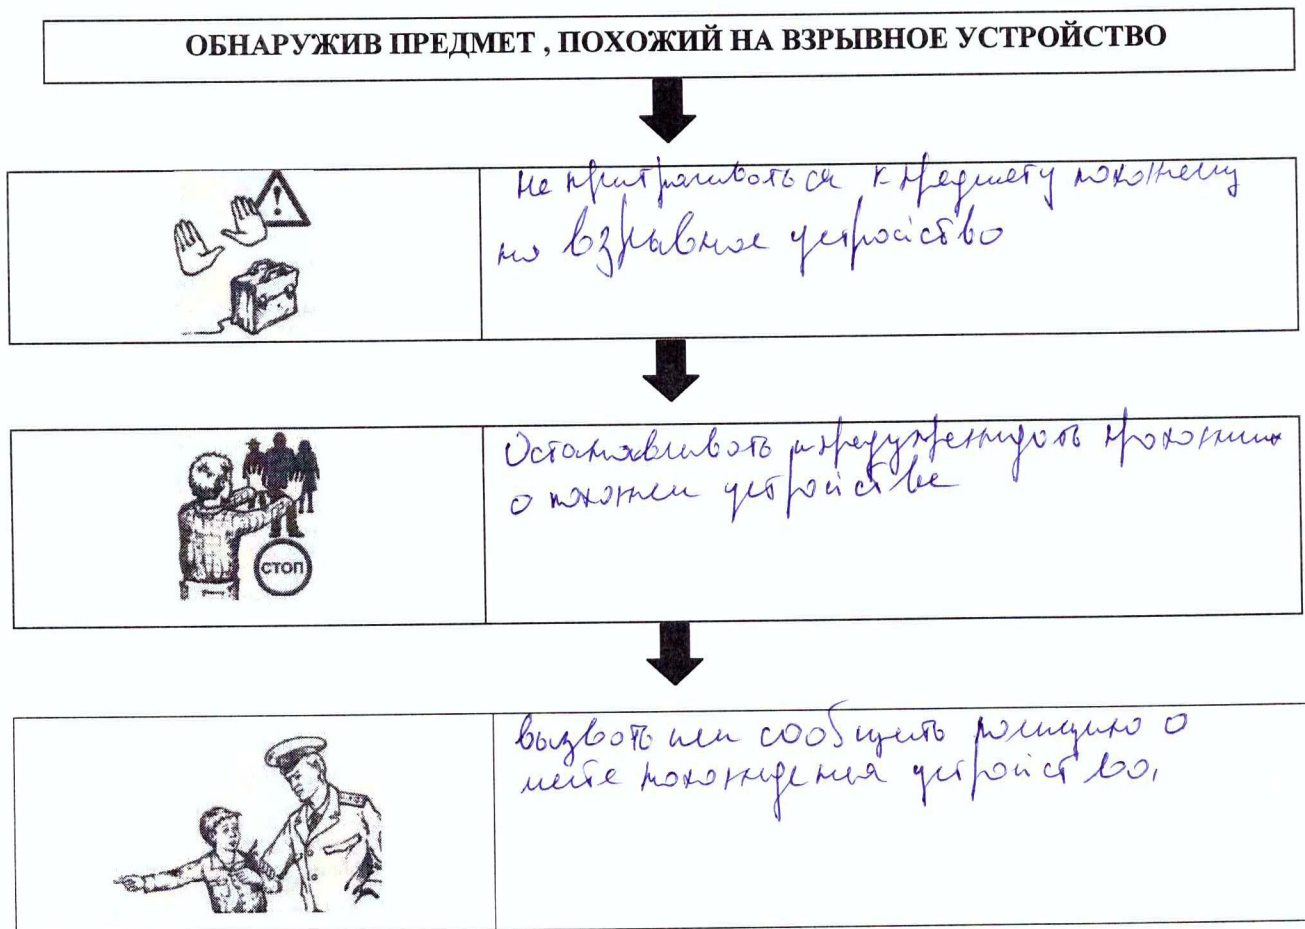 ОБНАРУЖИВ ПРЕДМЕТ , ПОХОЖИЙ НА ВЗРЫВНОЕ УСТРОЙСТВО
не притрагиваться к предмету похожему
на взрывное устройство
СТОП
Останавливать и предупреждать прохожих
о похожем устройстве
вызвать или сообщить полицию о
месте нахождения устройства,